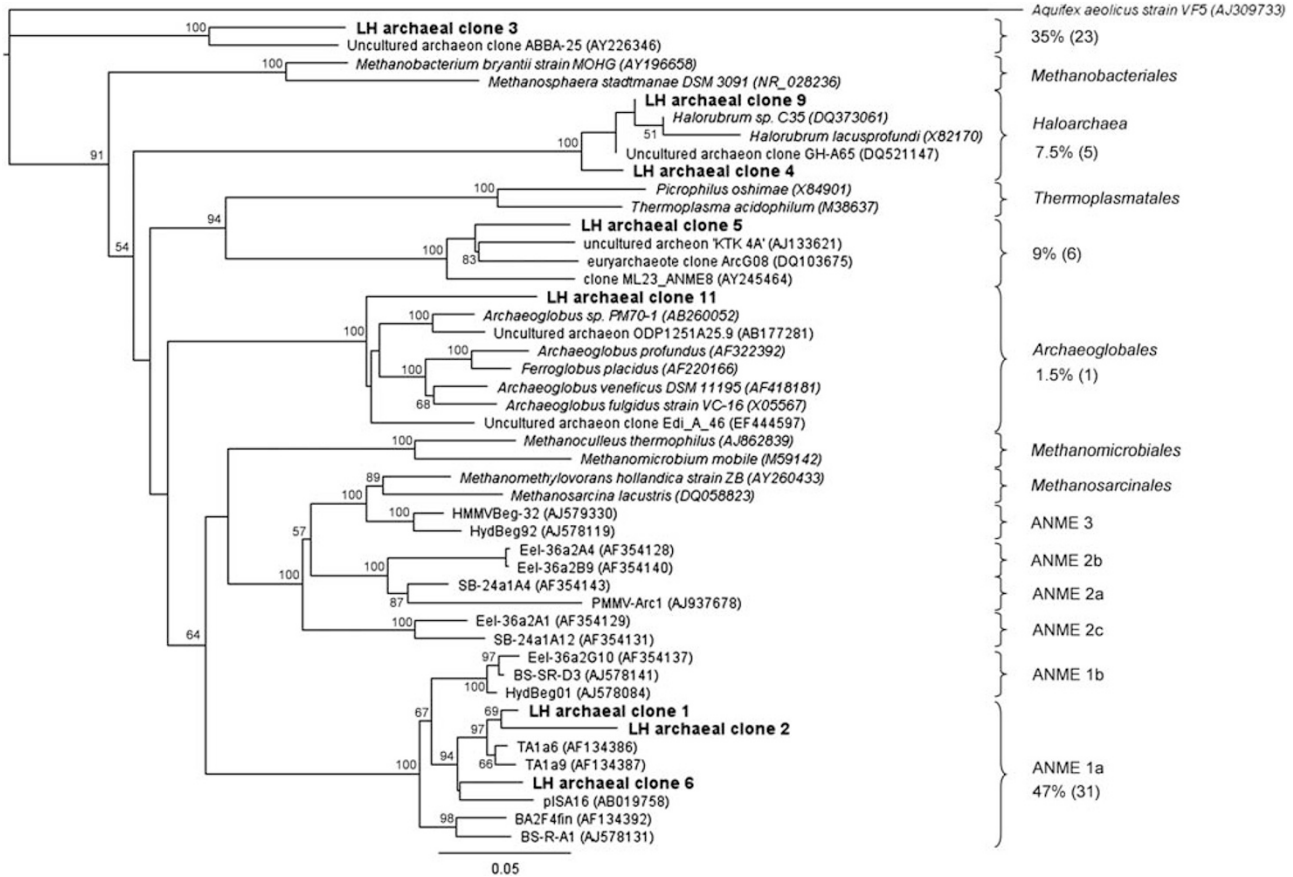 Aquifex aeolicus strain VF5 (AJ309733)
100
LH archaeal clone 3
Uncultured archaeon clone ABBA-25 (AY226346)
35% (23)
100
Methanobacterium bryantii strain MOHG (AY196658)
Methanosphaera stadtmanae DSM 3091 (NR_028236)
Methanobacteriales
91
LH archaeal clone 9
Halorubrum sp. C35 (DQ373061)
51
Halorubrum lacusprofundi (X82170)
100
Uncultured archaeon clone GH-A65 (DQ521147)
LH archaeal clone 4
Haloarchaea
7.5% (5)
54
94
100
Picrophilus oshimae (X84901)
Thermoplasma acidophilum (M38637)
Thermoplasmatales
LH archaeal clone 5
100
uncultured archeon 'KTK 4A' (AJ133621)
83
euryarchaeote clone ArcG08 (DQ103675)
clone ML23_ANME8 (AY245464)
9% (6)
LH archaeal clone 11
100
Archaeoglobus sp. PM70-1 (AB260052)
100
Uncultured archaeon ODP1251A25.9 (AB177281)
100
Archaeoglobus profundus (AF322392)
100
Ferroglobus placidus (AF220166)
Archaeoglobus veneficus DSM 11195 (AF418181)
68
Archaeoglobus fulgidus strain VC-16 (X05567)
Uncultured archaeon clone Edi_A_46 (EF444597)
Archaeoglobales
1.5% (1)
100
Methanoculleus thermophilus (AJ862839)
Methanomicrobium mobile (M59142)
Methanomicrobiales
89
Methanomethylovorans hollandica strain ZB (AY260433)
100
Methanosarcina lacustris (DQ058823)
Methanosarcinales
100
HMMVBeg-32 (AJ579330)
HydBeg92 (AJ578119)
ANME 3
57
Eel-36a2A4 (AF354128)
100
Eel-36a2B9 (AF354140)
ANME 2b
100
SB-24a1A4 (AF354143)
87
PMMV-Arc1 (AJ937678)
ANME 2a
100
Eel-36a2A1 (AF354129)
SB-24a1A12 (AF354131)
ANME 2c
64
97
Eel-36a2G10 (AF354137)
BS-SR-D3 (AJ578141)
100
HydBeg01 (AJ578084)
ANME 1b
67
69
LH archaeal clone 1
97
LH archaeal clone 2
TA1a6 (AF134386)
66
TA1a9 (AF134387)
94
100
LH archaeal clone 6
pISA16 (AB019758)
98
BA2F4fin (AF134392)
BS-R-A1 (AJ578131)
ANME 1a
47% (31)
0.05